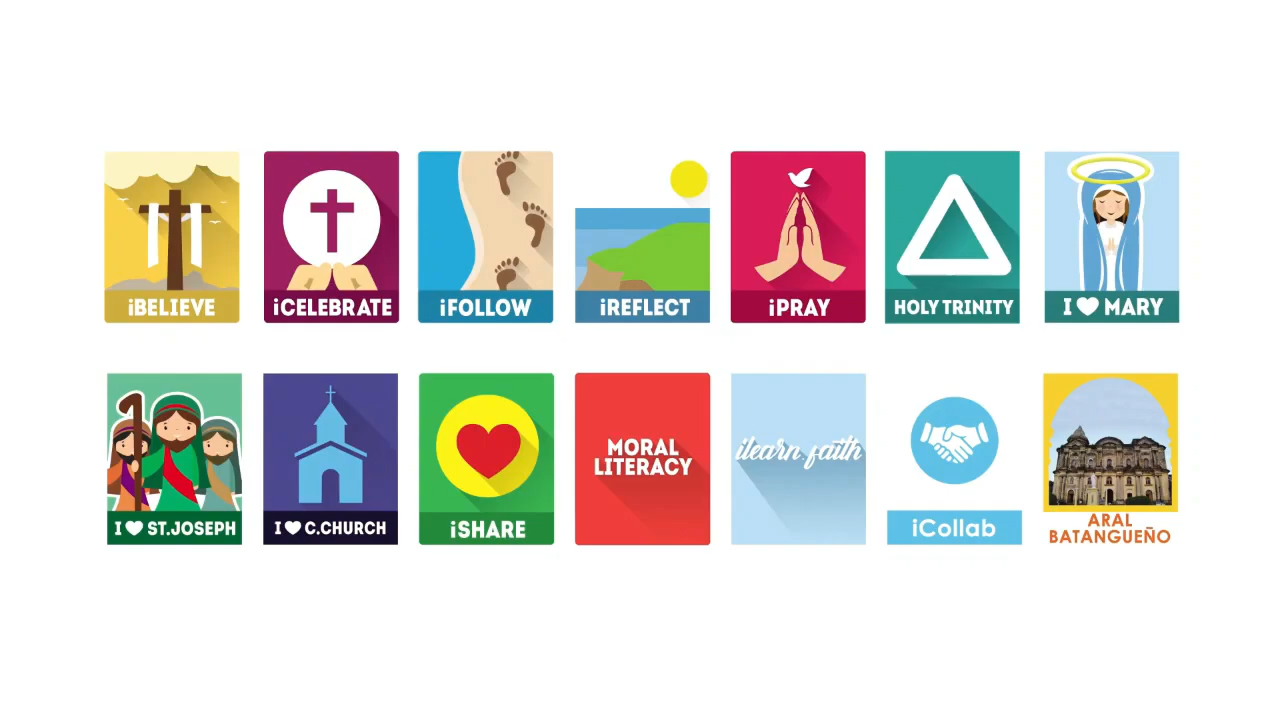 iBELIEVE
iCELEBRATE
iFOLLOW
iREFLECT
iPRAY
HOLY TRINITY
I ♥ MARY
I ♥ ST.JOSEPH
I ♥ C.CHURCH
iSHARE
MORAL
LITERACY
ilearn.faith
iCollab
ARAL
BATANGUEÑO